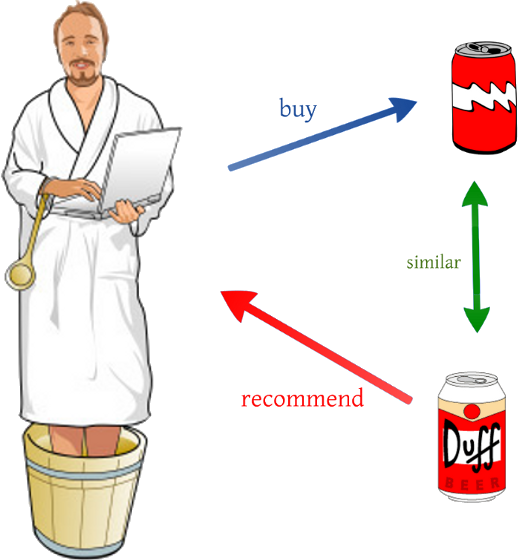 buy
similar
recommend
Duff
BEER